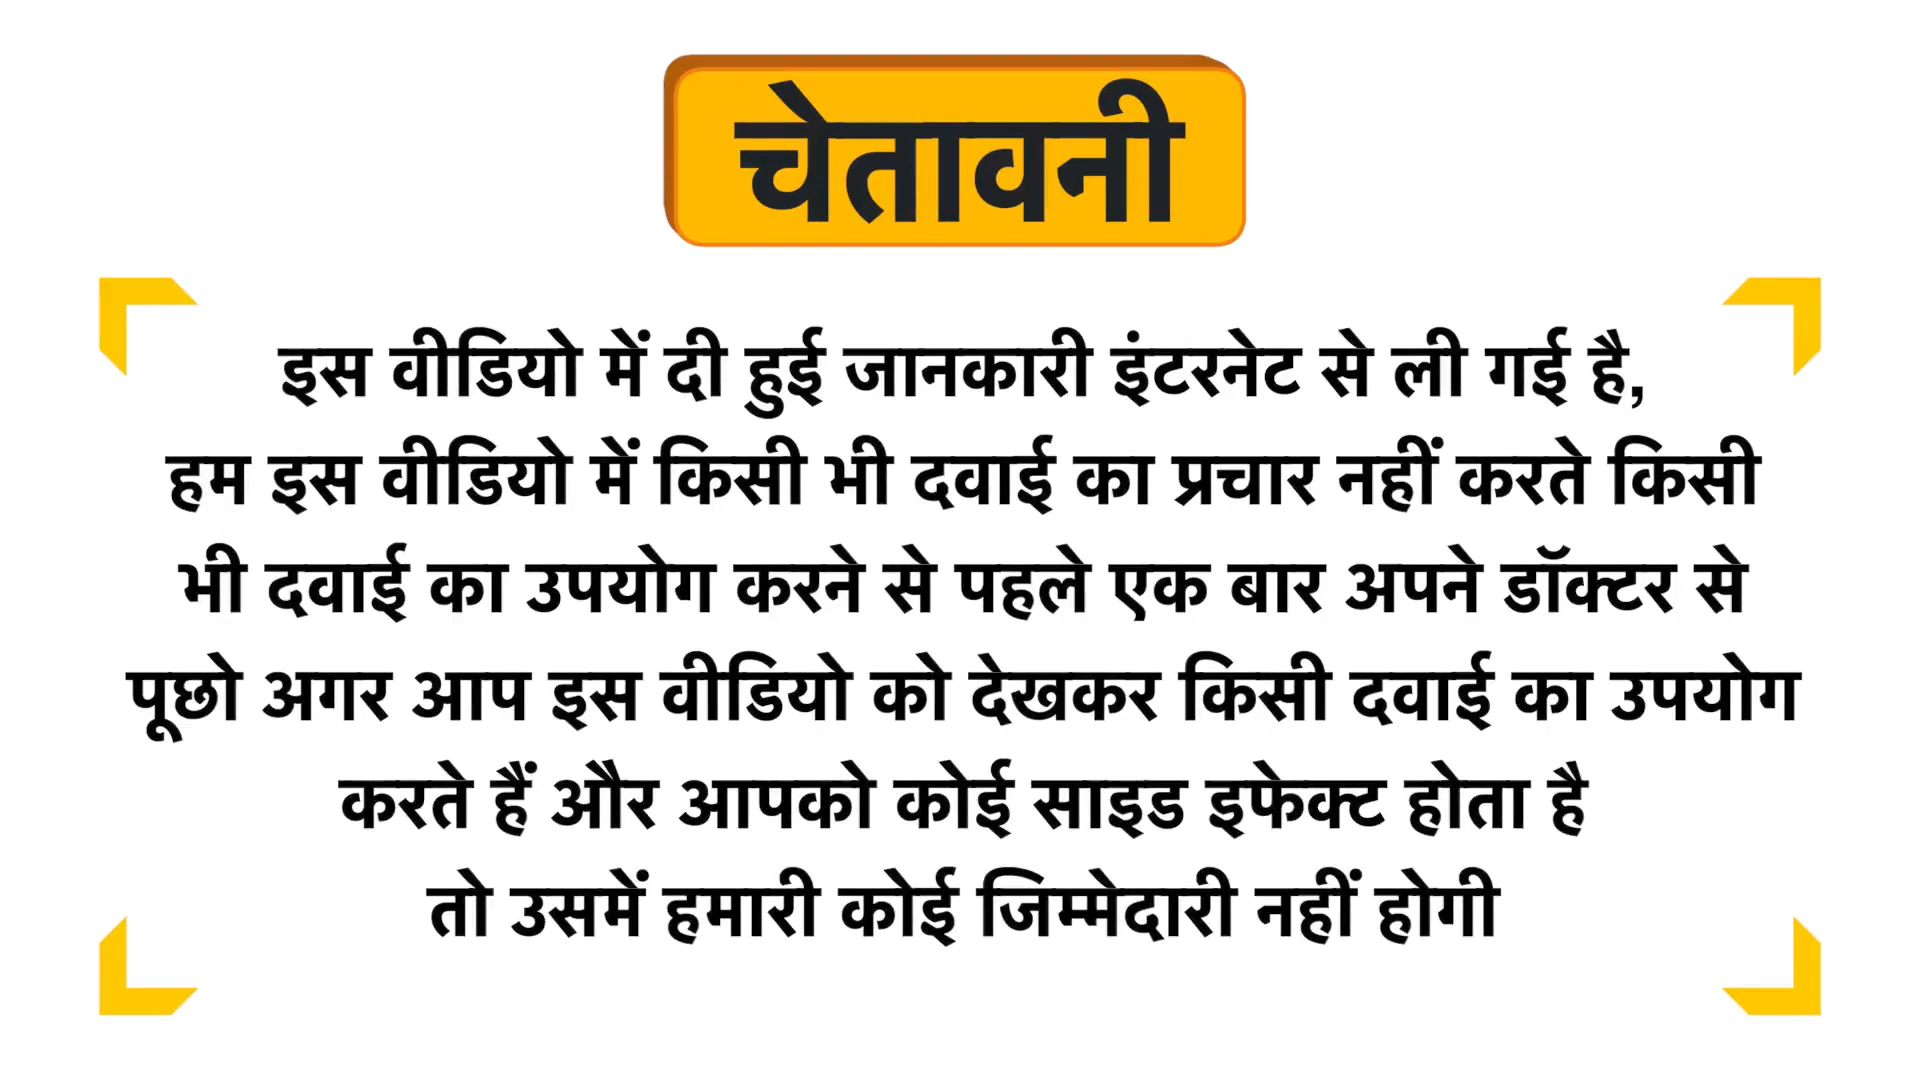 चेतावनी
इस वीडियो में दी हुई जानकारी इंटरनेट से ली गई है,
हम इस वीडियो में किसी भी दवाई का प्रचार नहीं करते किसी
भी दवाई का उपयोग करने से पहले एक बार अपने डॉक्टर से
पूछो अगर आप इस वीडियो को देखकर किसी दवाई का उपयोग
करते हैं और आपको कोई साइड इफेक्ट होता है
तो उसमें हमारी कोई जिम्मेदारी नहीं होगी